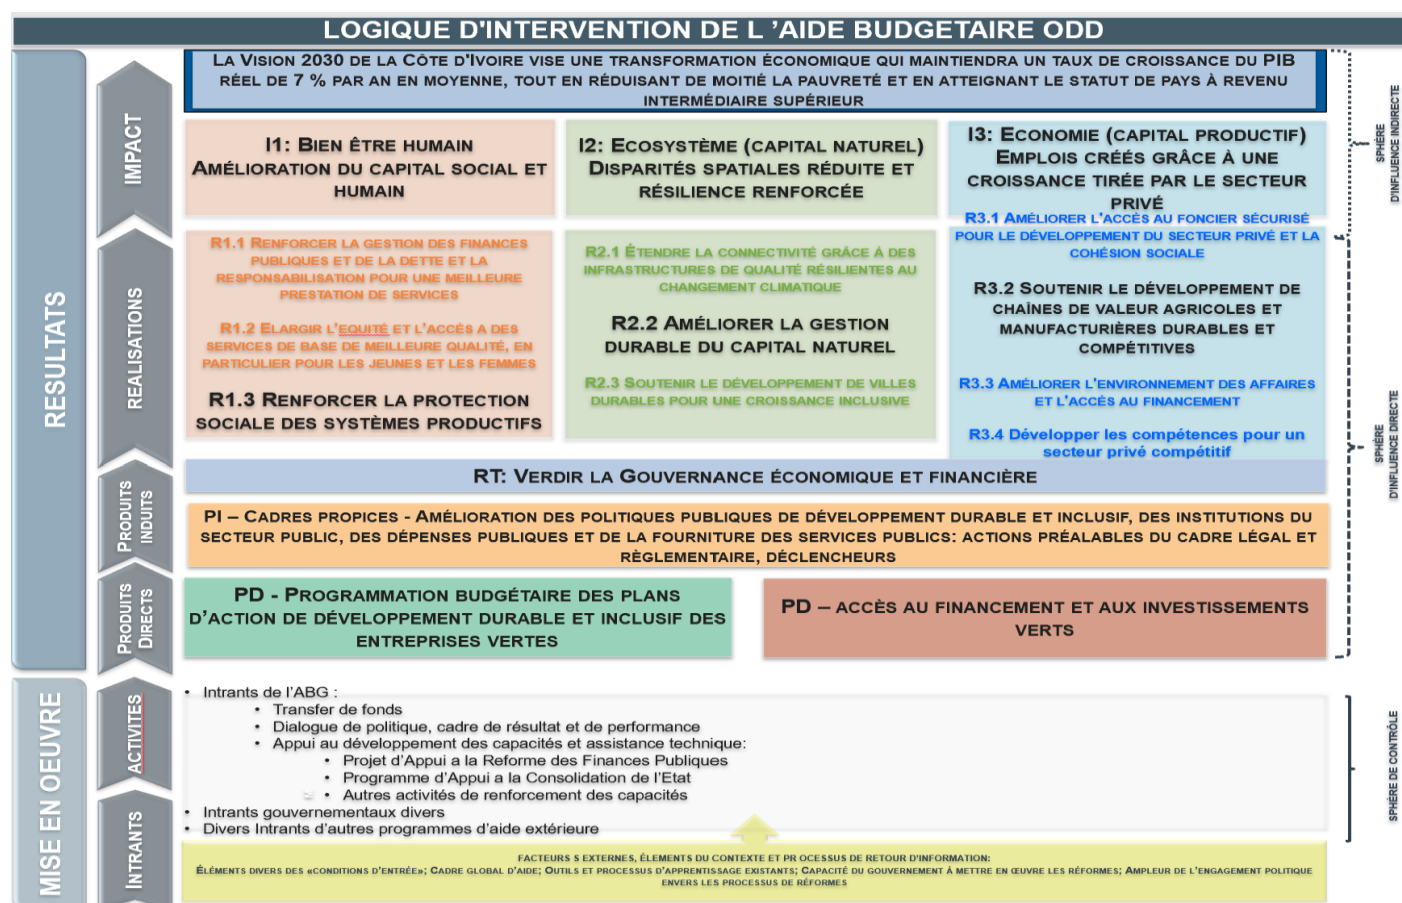 LOGIQUE D'INTERVENTION DE L 'AIDE BUDGETAIRE ODD
LA VISION 2030 DE LA CÔTE D'IVOIRE VISE UNE TRANSFORMATION ÉCONOMIQUE QUI MAINTIENDRA UN TAUX DE CROISSANCE DU PIB
RÉEL DE 7 % PAR AN EN MOYENNE, TOUT EN RÉDUISANT DE MOITIÉ LA PAUVRETÉ ET EN ATTEIGNANT LE STATUT DE PAYS À REVENU
INTERMÉDIAIRE SUPÉRIEUR
RESULTATS
IMPACT
I1: BIEN ÊTRE HUMAIN
AMÉLIORATION DU CAPITAL SOCIAL ET
HUMAIN
I2: ECOSYSTÈME (CAPITAL NATUREL)
DISPARITÉS SPATIALES RÉDUITE ET
RÉSILIENCE RENFORCÉE
I3: ECONOMIE (CAPITAL PRODUCTIF)
EMPLOIS CRÉÉS GRÂCE À UNE
CROISSANCE TIRÉE PAR LE SECTEUR
PRIVÉ
SPHÈRE
D'INFLUENCE INDIRECTE
REALISATIONS
R1.1 RENFORCER LA GESTION DES FINANCES
PUBLIQUES ET DE LA DETTE ET LA
RESPONSABILISATION POUR UNE MEILLEURE
PRESTATION DE SERVICES
R1.2 ELARGIR L'EQUITÉ ET L'ACCÈS A DES
SERVICES DE BASE DE MEILLEURE QUALITÉ, EN
PARTICULIER POUR LES JEUNES ET LES FEMMES
R1.3 RENFORCER LA PROTECTION
SOCIALE DES SYSTÈMES PRODUCTIFS
R2.1 ÉTENDRE LA CONNECTIVITÉ GRÂCE À DES
INFRASTRUCTURES DE QUALITÉ RÉSILIENTES AU
CHANGEMENT CLIMATIQUE
R2.2 AMÉLIORER LA GESTION
DURABLE DU CAPITAL NATUREL
R2.3 SOUTENIR LE DÉVELOPPEMENT DE VILLES
DURABLES POUR UNE CROISSANCE INCLUSIVE
R3.1 AMÉLIORER L'ACCÈS AU FONCIER SÉCURISÉ
POUR LE DÉVELOPPEMENT DU SECTEUR PRIVÉ ET LA
COHÉSION SOCIALE
R3.2 SOUTENIR LE DÉVELOPPEMENT DE
CHAÎNES DE VALEUR AGRICOLES ET
MANUFACTURIÈRES DURABLES ET
COMPÉTITIVES
R3.3 AMÉLIORER L'ENVIRONNEMENT DES AFFAIRES
ET L'ACCÈS AU FINANCEMENT
R3.4 Développer les compétences pour un
secteur privé compétitif
SPHÈRE
D'INFLUENCE DIRECTE
RT: VERDIR LA GOUVERNANCE ÉCONOMIQUE ET FINANCIÈRE
PRODUITS
INDUITS
PI – CADRES PROPICES - AMÉLIORATION DES POLITIQUES PUBLIQUES DE DÉVELOPPEMENT DURABLE ET INCLUSIF, DES INSTITUTIONS DU
SECTEUR PUBLIC, DES DÉPENSES PUBLIQUES ET DE LA FOURNITURE DES SERVICES PUBLICS: ACTIONS PRÉALABLES DU CADRE LÉGAL ET
RÈGLEMENTAIRE, DÉCLENCHEURS
PRODUITS
DIRECTS
PD - PROGRAMMATION BUDGÉTAIRE DES PLANS
D'ACTION DE DÉVELOPPEMENT DURABLE ET INCLUSIF DES
ENTREPRISES VERTES
PD – ACCÈS AU FINANCEMENT ET AUX INVESTISSEMENTS
VERTS
MISE EN OEUVRE
ACTIVITES
INTRANTS
• Intrants de l'ABG :
• Transfer de fonds
• Dialogue de politique, cadre de résultat et de performance
• Appui au développement des capacités et assistance technique:
• Projet d'Appui a la Reforme des Finances Publiques
• Programme d'Appui a la Consolidation de l'Etat
• Autres activités de renforcement des capacités
• Intrants gouvernementaux divers
• Divers Intrants d'autres programmes d'aide extérieure
SPHÈRE DE CONTRÔLE
FACTEURS S EXTERNES, ÉLEMENTS DU CONTEXTE ET PR OCESSUS DE RETOUR D'INFORMATION:
ÉLÉMENTS DIVERS DES «CONDITIONS D'ENTRÉE»; CADRE GLOBAL D'AIDE; OUTILS ET PROCESSUS D'APPRENTISSAGE EXISTANTS; CAPACITÉ DU GOUVERNEMENT À METTRE EN ŒUVRE LES RÉFORMES; AMPLEUR DE L'ENGAGEMENT POLITIQUE
ENVERS LES PROCESSUS DE RÉFORMES